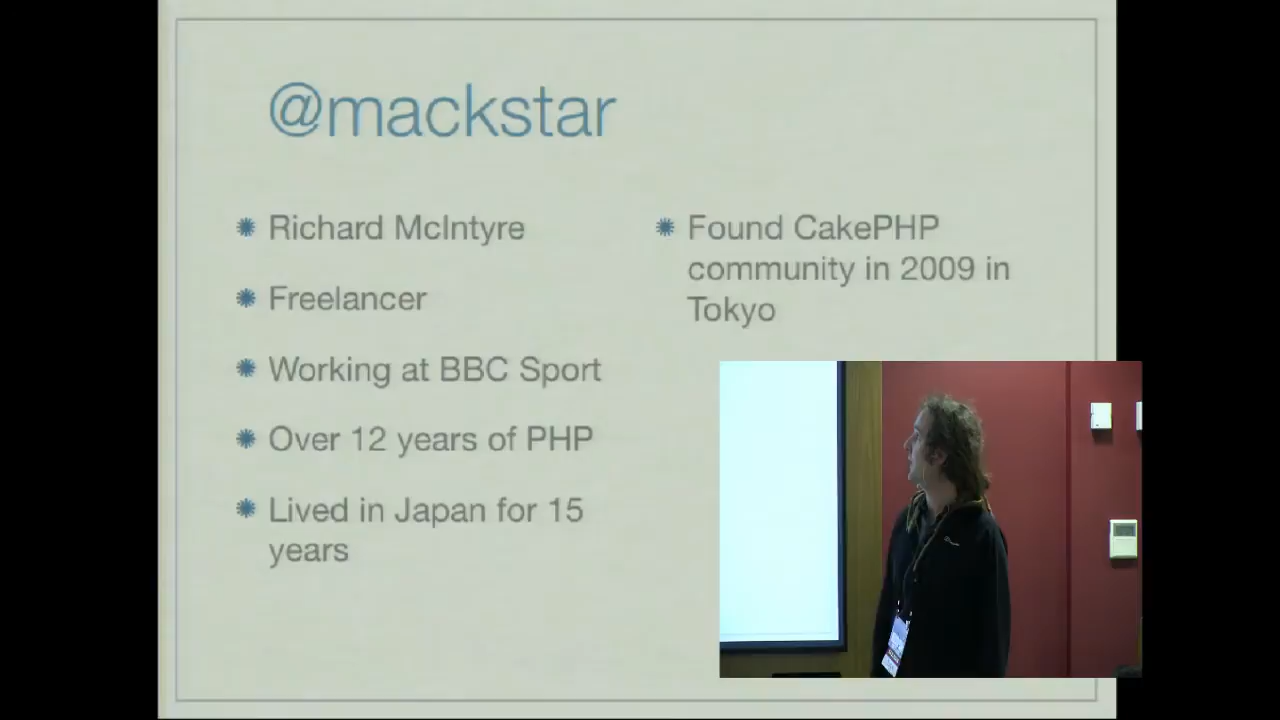 @mackstar
Richard McIntyre
Freelancer
Working at BBC Sport
Over 12 years of PHP
Lived in Japan for 15
years
Found CakePHP
community in 2009 in
Tokyo